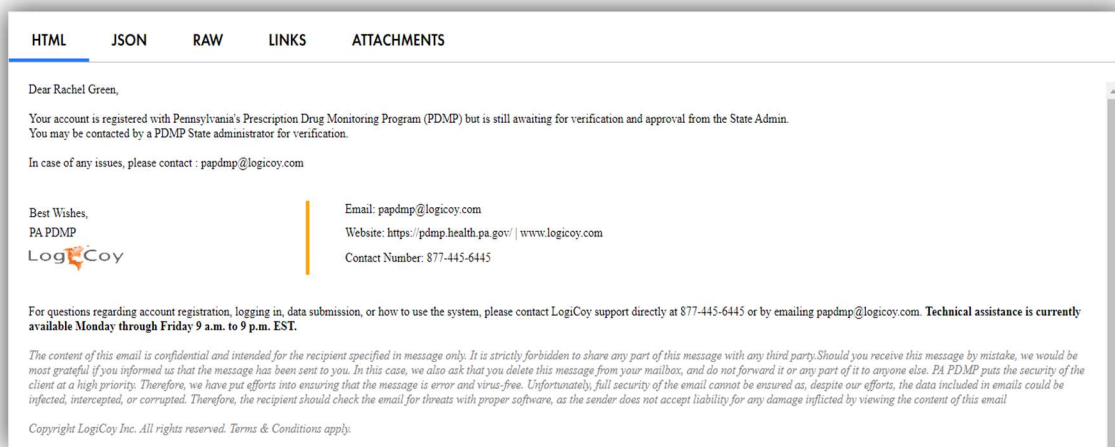 HTML JSON RAW LINKS ATTACHMENTS
Dear Rachel Green,
Your account is registered with Pennsylvania's Prescription Drug Monitoring Program (PDMP) but is still awaiting for verification and approval from the State Admin.
You may be contacted by a PDMP State administrator for verification.
In case of any issues, please contact : papdmp@logicoy.com
Best Wishes,
PA PDMP
LogiCoy
Email: papdmp@logicoy.com
Website: https://pdmp.health.pa.gov/ | www.logicoy.com
Contact Number: 877-445-6445
For questions regarding account registration, logging in, data submission, or how to use the system, please contact LogiCoy support directly at 877-445-6445 or by emailing papdmp@logicoy.com. Technical assistance is currently
available Monday through Friday 9 a.m. to 9 p.m. EST.
The content of this email is confidential and intended for the recipient specified in message only. It is strictly forbidden to share any part of this message with any third party.Should you receive this message by mistake, we would be
most grateful if you informed us that the message has been sent to you. In this case, we also ask that you delete this message from your mailbox, and do not forward it or any part of it to anyone else. PA PDMP puts the security of the
client at a high priority. Therefore, we have put efforts into ensuring that the message is error and virus-free. Unfortunately, full security of the email cannot be ensured as, despite our efforts, the data included in emails could be
infected, intercepted, or corrupted. Therefore, the recipient should check the email for threats with proper software, as the sender does not accept liability for any damage inflicted by viewing the content of this email
Copyright LogiCoy Inc. All rights reserved. Terms & Conditions apply.